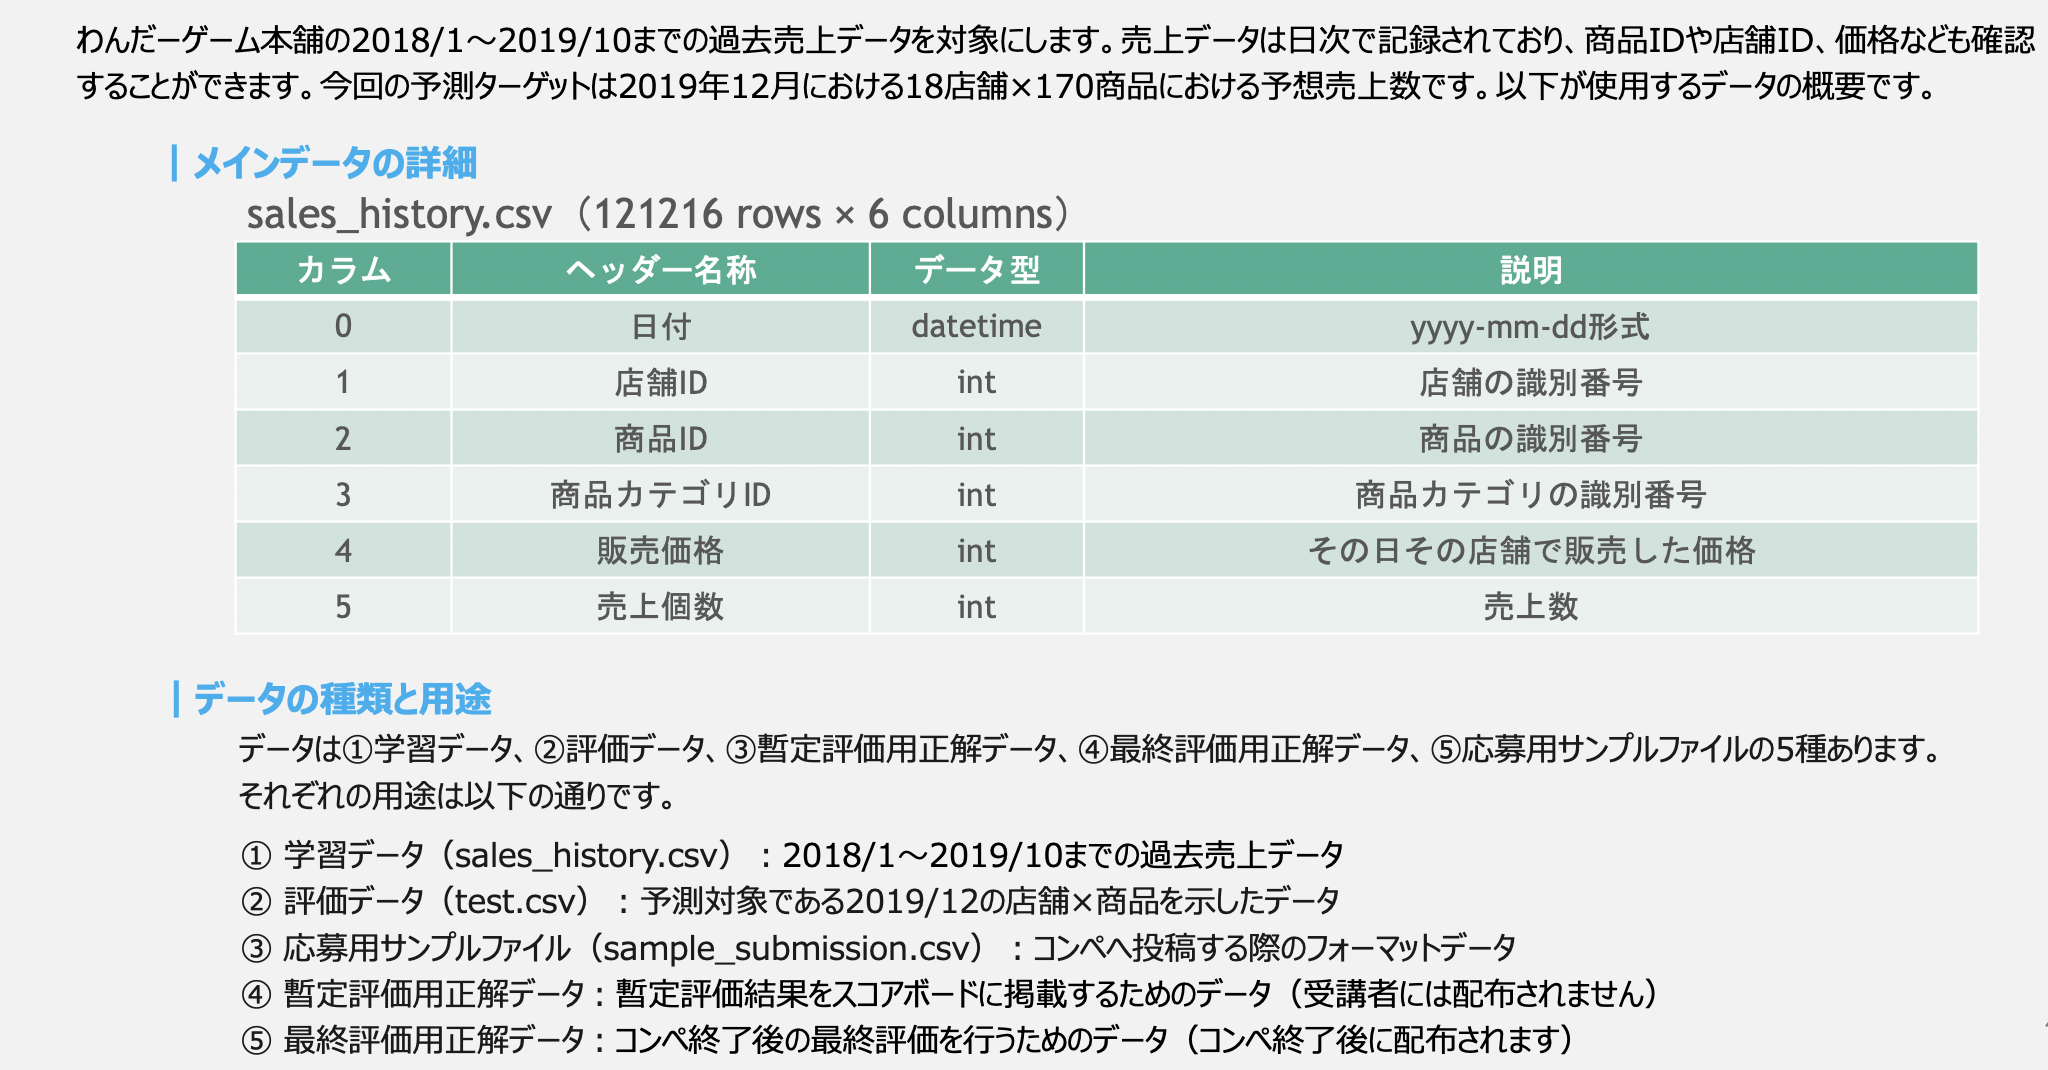 わんだーゲーム本舗の2018/1～2019/10までの過去売上データを対象にします。売上データは日次で記録されており、商品IDや店舗ID、価格なども確認
することができます。今回の予測ターゲットは2019年12月における18店舗×170商品における予想売上数です。以下が使用するデータの概要です。
｜メインデータの詳細
sales_history.csv（121216 rows × 6 columns）
カラム ヘッダー名称 データ型 説明
0 日付 datetime yyyy-mm-dd形式
1 店舗ID int 店舗の識別番号
2 商品ID int 商品の識別番号
3 商品カテゴリID int 商品カテゴリの識別番号
4 販売価格 int その日その店舗で販売した価格
5 売上個数 int 売上数
｜データの種類と用途
データは①学習データ、②評価データ、③暫定評価用正解データ、④最終評価用正解データ、⑤応募用サンプルファイルの5種あります。
それぞれの用途は以下の通りです。
① 学習データ（sales_history.csv）：2018/1～2019/10までの過去売上データ
② 評価データ（test.csv）：予測対象である2019/12の店舗×商品を示したデータ
③ 応募用サンプルファイル（sample_submission.csv）：コンペへ投稿する際のフォーマットデータ
④ 暫定評価用正解データ：暫定評価結果をスコアボードに掲載するためのデータ（受講者には配布されません）
⑤ 最終評価用正解データ：コンペ終了後の最終評価を行うためのデータ（コンペ終了後に配布されます）